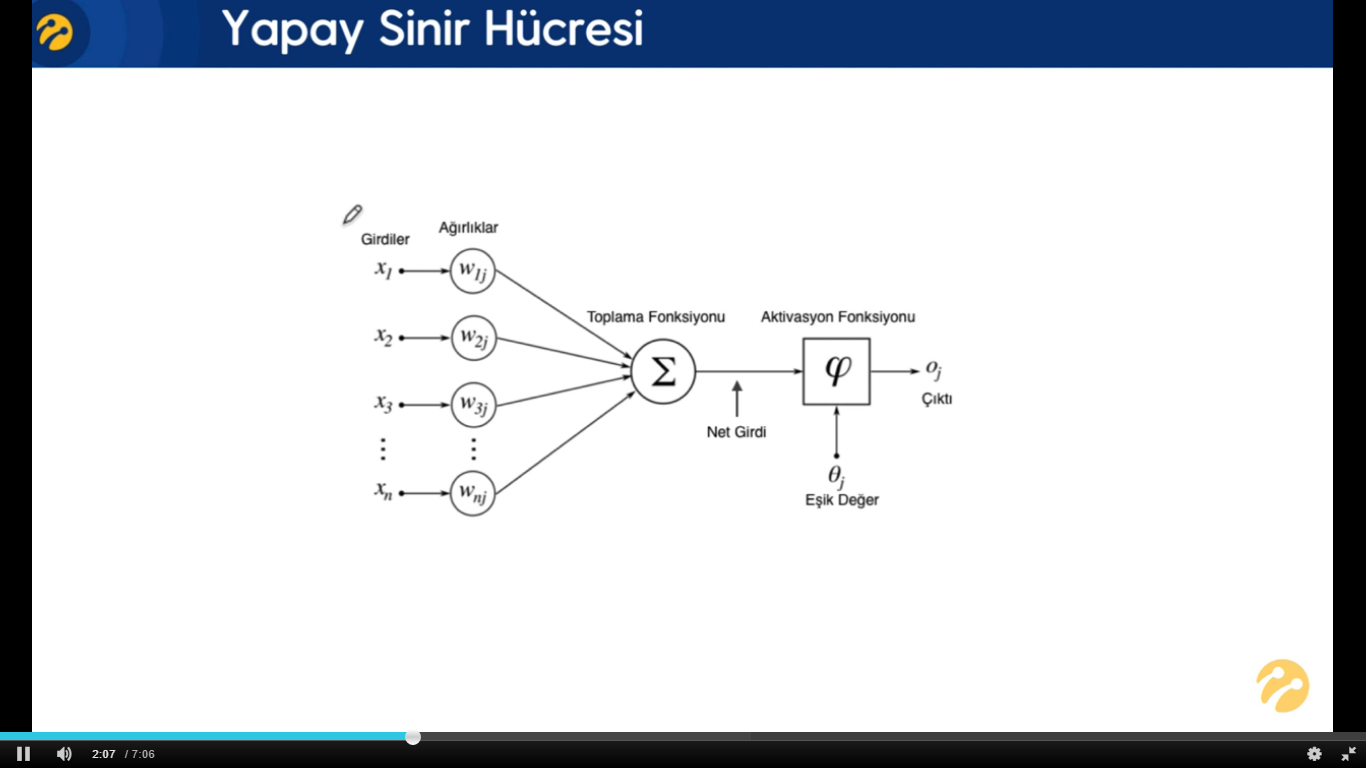 Yapay Sinir Hücresi
Ağırlıklar
Girdiler
x1
w1j
x2
w2j
x3
w3j
xn
wnj
Toplama Fonksiyonu
Σ
Net Girdi
Aktivasyon Fonksiyonu
φ
oj
Çıktı
θj
Eşik Değer
2:07 / 7:06